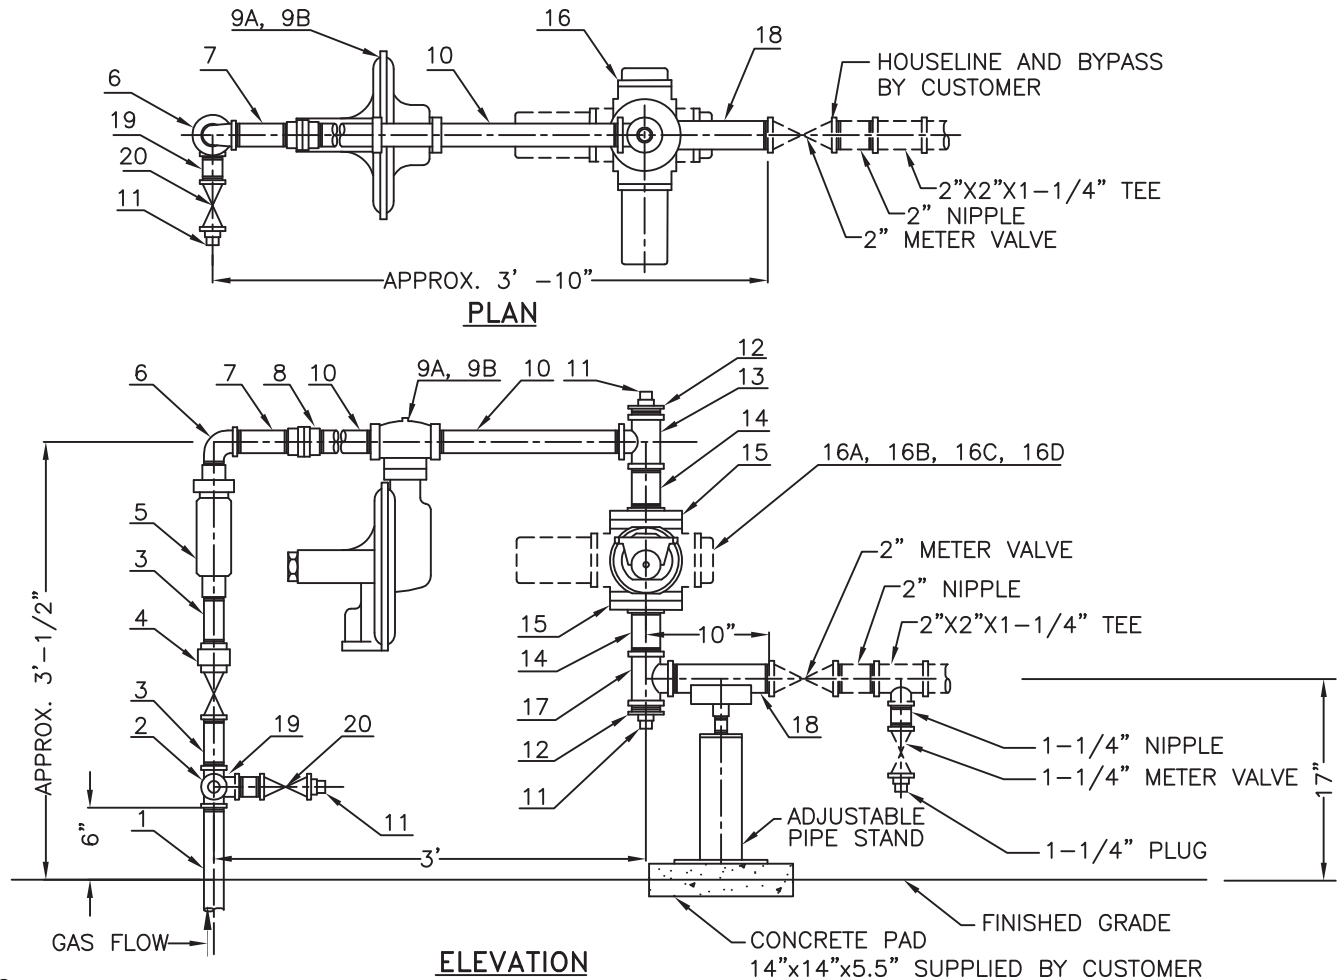 9A, 9B
16
18
HOUSELINE AND BYPASS
BY CUSTOMER
7
10
6
19
20
11
2"X2"X1-1/4" TEE
2" NIPPLE
2" METER VALVE
APPROX. 3' -10"
PLAN
12
6
7
8
10
9A, 9B
10
11
13
14
15
16A, 16B, 16C, 16D
5
3
2" METER VALVE
2" NIPPLE
4
15
10"
2"X2"X1-1/4" TEE
14
APPROX. 3'-1/2"
3
17
2
19
20
12
18
1-1/4" NIPPLE
1-1/4" METER VALVE
17"
11
6"
1
11
ADJUSTABLE
PIPE STAND
3'
1-1/4" PLUG
FINISHED GRADE
GAS FLOW
ELEVATION
CONCRETE PAD
14"x14"x5.5" SUPPLIED BY CUSTOMER